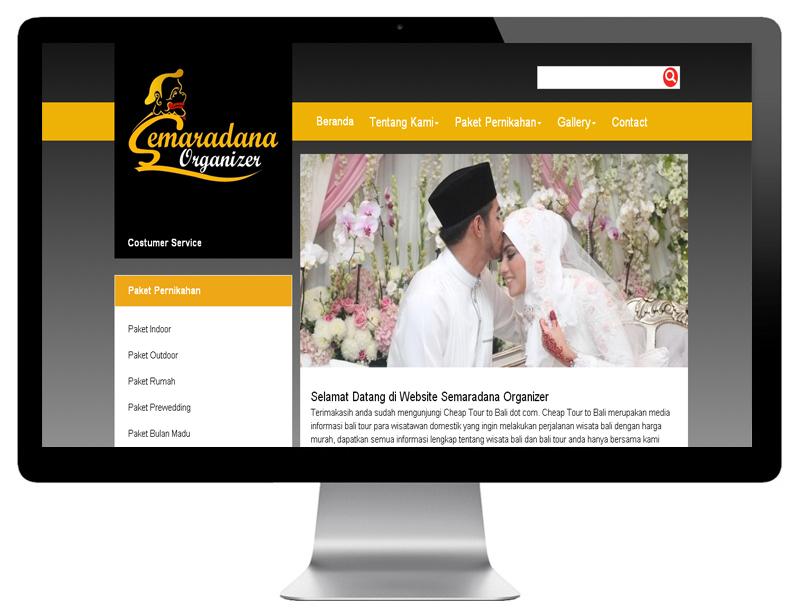 Semaradana
Organizer
Beranda
Tentang Kami
Paket Pernikahan
Gallery
Contact
Costumer Service
Paket Pernikahan
Paket Indoor
Paket Outdoor
Paket Rumah
Paket Prewedding
Paket Bulan Madu
Selamat Datang di Website Semaradana Organizer
Terimakasih anda sudah mengunjungi Cheap Tour to Bali dot com. Cheap Tour to Bali merupakan media
informasi bali tour para wisatawan domestik yang ingin melakukan perjalanan wisata bali dengan harga
murah, dapatkan semua informasi lengkap tentang wisata bali dan bali tour anda hanya bersama kami